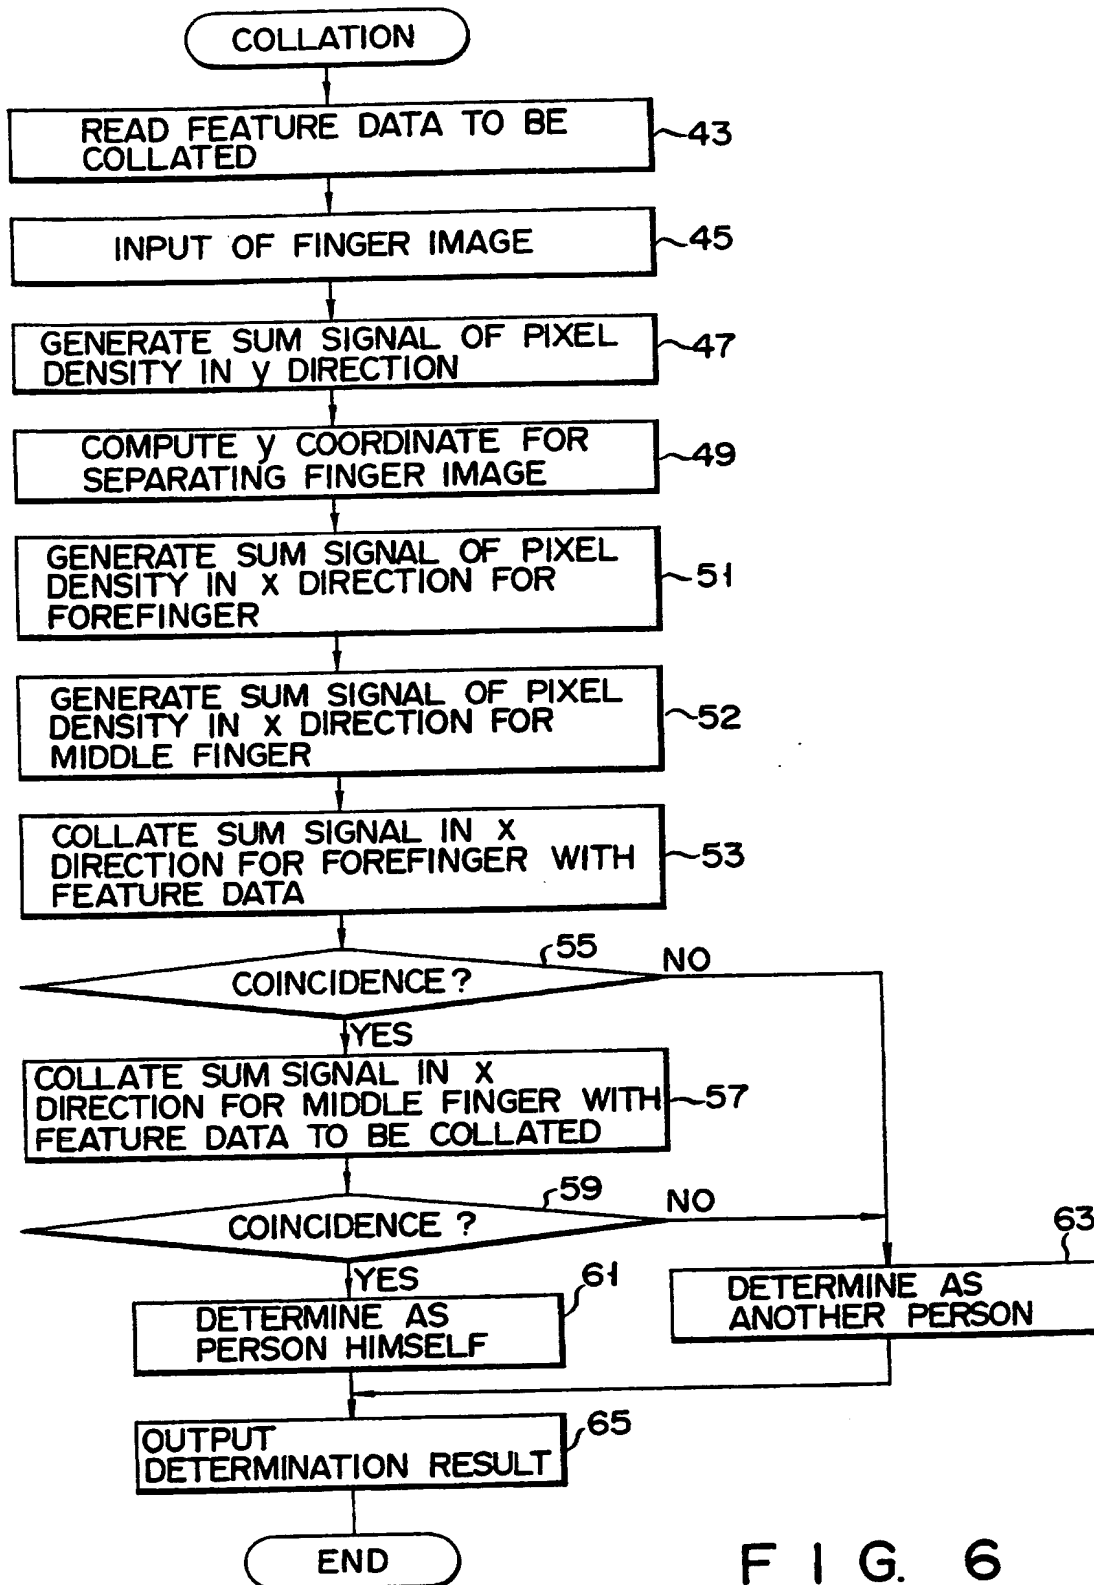 COLLATION
READ FEATURE DATA TO BE
COLLATED
43
INPUT OF FINGER IMAGE
45
GENERATE SUM SIGNAL OF PIXEL
DENSITY IN y DIRECTION
47
COMPUTE y COORDINATE FOR
SEPARATING FINGER IMAGE
49
GENERATE SUM SIGNAL OF PIXEL
DENSITY IN X DIRECTION FOR
FOREFINGER
51
GENERATE SUM SIGNAL OF PIXEL
DENSITY IN X DIRECTION FOR
MIDDLE FINGER
52
COLLATE SUM SIGNAL IN X
DIRECTION FOR FOREFINGER WITH
FEATURE DATA
53
COINCIDENCE ?
55
NO
YES
COLLATE SUM SIGNAL IN X
DIRECTION FOR MIDDLE FINGER WITH
FEATURE DATA TO BE COLLATED
57
COINCIDENCE ?
59
NO
YES
DETERMINE AS
PERSON HIMSELF
61
DETERMINE AS
ANOTHER PERSON
63
OUTPUT
DETERMINATION RESULT
65
END
FIG. 6